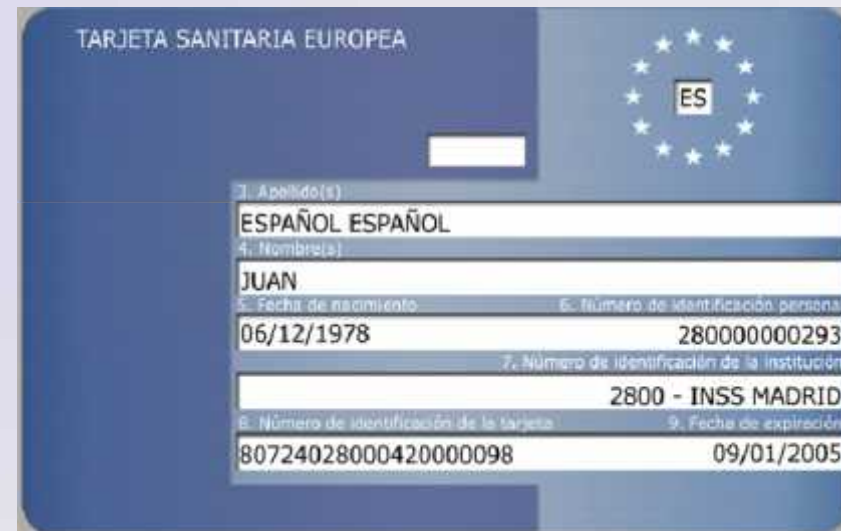 TARJETA SANITARIA EUROPEA
ES
3. Apellido(s)
ESPAÑOL ESPAÑOL
4. Nombre(s)
JUAN
5. Fecha de nacimiento 6. Número de identificación personal
06/12/1978 280000000293
7. Número de identificación de la institución
2800 - INSS MADRID
8. Número de identificación de la tarjeta 9. Fecha de expiración
80724028000420000098 09/01/2005